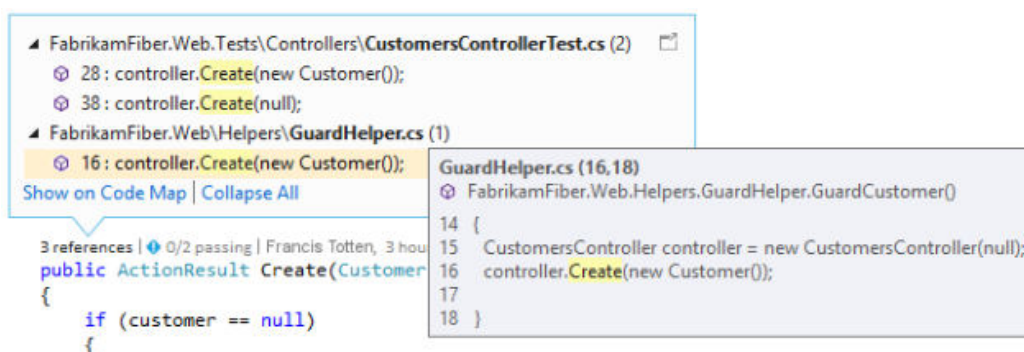 FabrikamFiber.Web.Tests\Controllers\CustomersControllerTest.cs (2)
28 : controller.Create(new Customer());
38 : controller.Create(null);
FabrikamFiber.Web\Helpers\GuardHelper.cs (1)
16 : controller.Create(new Customer());
Show on Code Map | Collapse All
GuardHelper.cs (16,18)
FabrikamFiber.Web.Helpers.GuardHelper.GuardCustomer()
14 {
15 CustomersController controller = new CustomersController(null);
16 controller.Create(new Customer());
17
18 }
3 references | 0/2 passing | Francis Totten, 3 hou
public ActionResult Create(Customer
{
if (customer == null)
{